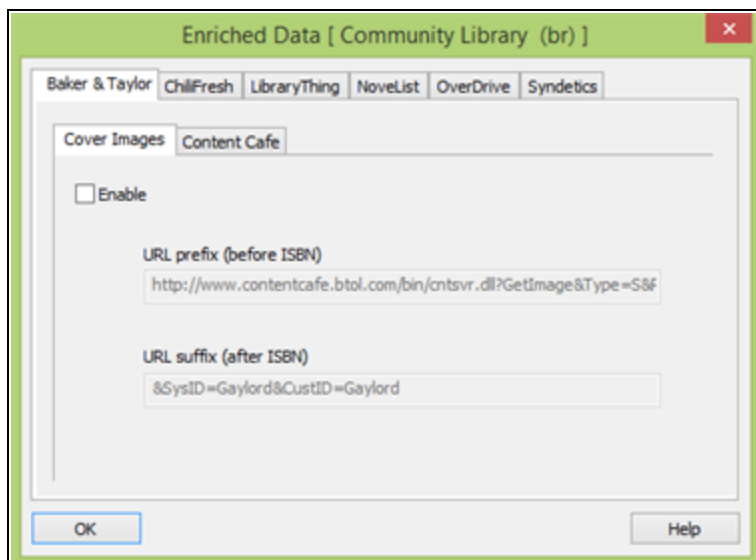 Enriched Data [ Community Library (br) ]
Baker & Taylor ChiliFresh LibraryThing NoveList OverDrive Syndetics
Cover Images Content Cafe
Enable
URL prefix (before ISBN)
http://www.contentcafe.btol.com/bin/cntsvr.dll?GetImage&Type=S&
URL suffix (after ISBN)
&SysID=Gaylord&CustID=Gaylord
OK Help